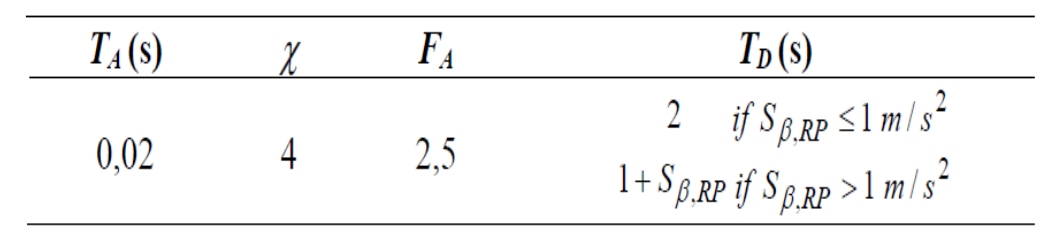 T_A (s) χ F_A T_D (s)
2 if S_β,RP ≤ 1 m/s²
0,02 4 2,5
1 + S_β,RP if S_β,RP > 1 m/s²